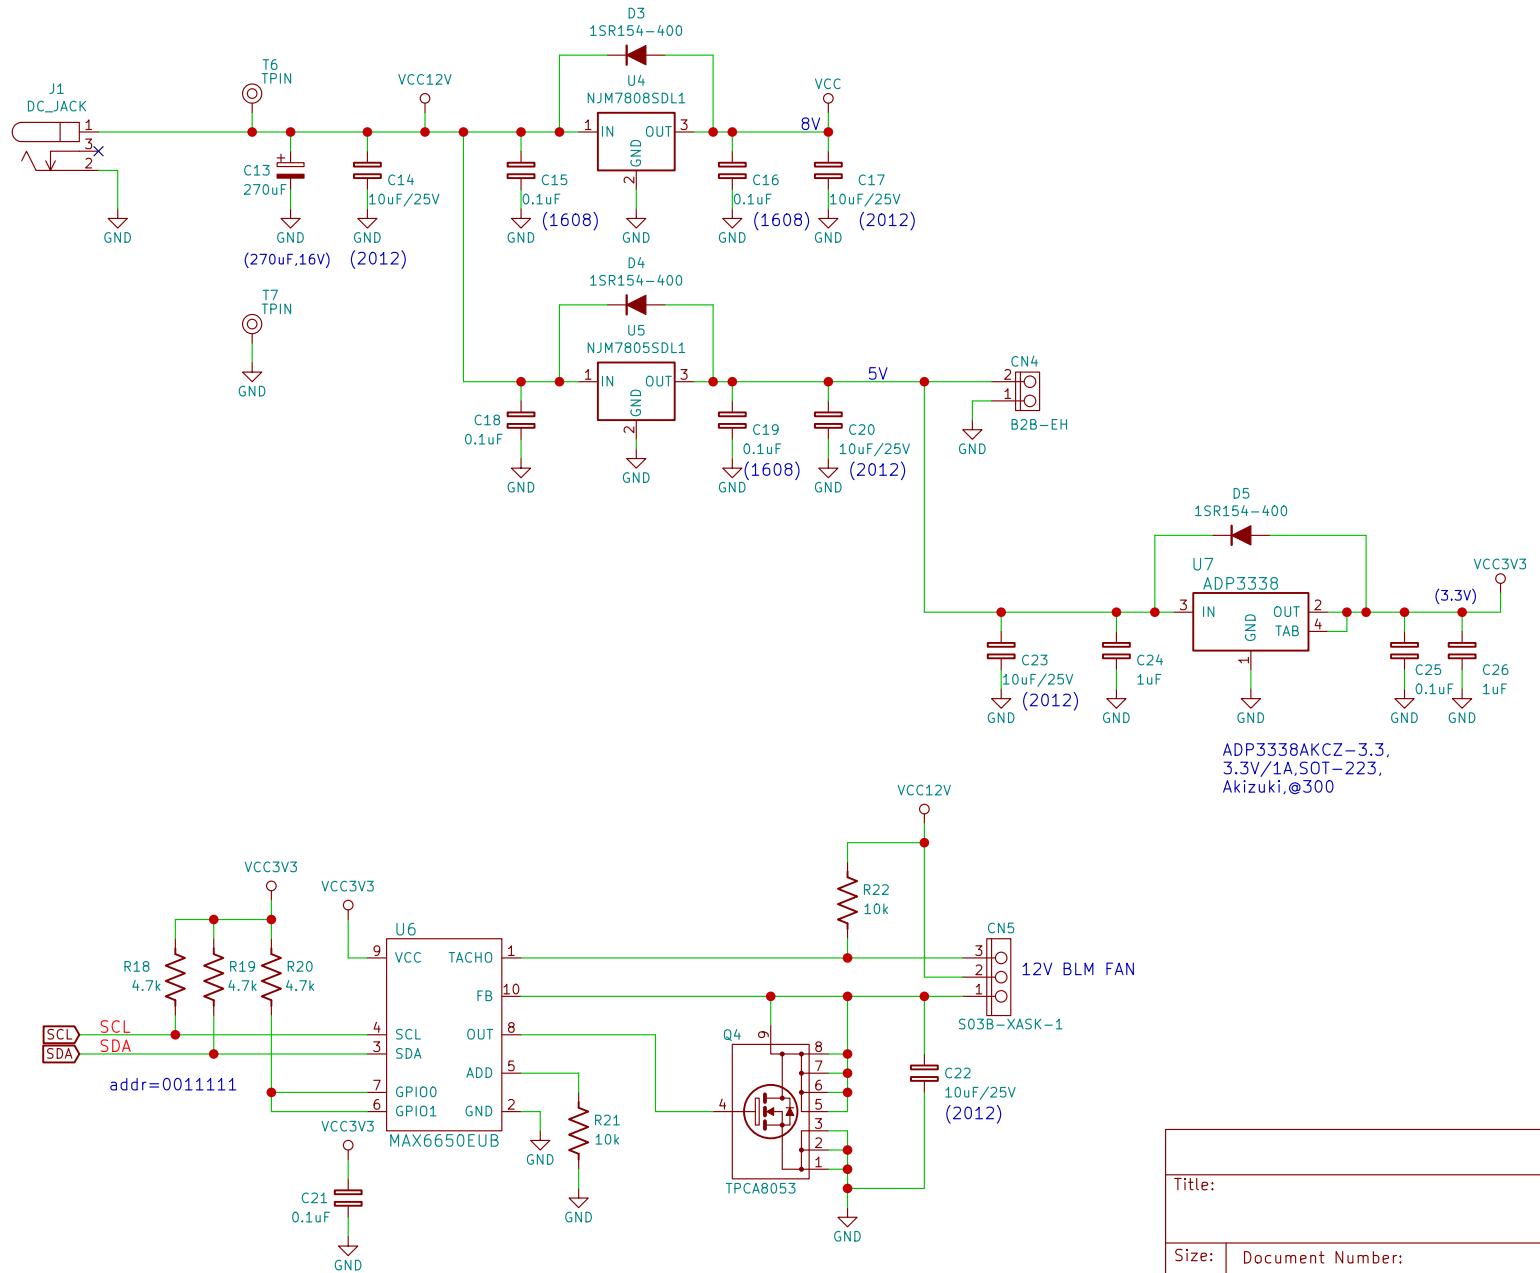 D3
1SR154-400
T6
TPIN
VCC12V
U4
NJM7808SDL1
VCC
J1
DC_JACK
1
3
2
1 IN
OUT 3
GND
2
8V
C13
270uF
+
C14
10uF/25V
C15
0.1uF
C16
0.1uF
C17
10uF/25V
(1608)
(1608)
(2012)
GND
GND
GND
GND
GND
GND
GND
(270uF,16V)
(2012)
D4
1SR154-400
T7
TPIN
U5
NJM7805SDL1
GND
1 IN
OUT 3
GND
2
5V
CN4
2
1
B2B-EH
GND
C18
0.1uF
C19
0.1uF
C20
10uF/25V
(1608)
(2012)
GND
GND
GND
GND
D5
1SR154-400
U7
ADP3338
VCC3V3
(3.3V)
3 IN
OUT 2
TAB 4
GND
1
C23
10uF/25V
(2012)
C24
1uF
C25
0.1uF
C26
1uF
GND
GND
GND
GND
GND
ADP3338AKCZ-3.3,
3.3V/1A,SOT-223,
Akizuki,@300
VCC12V
VCC3V3
VCC3V3
R22
10k
U6
CN5
9 VCC
TACHO 1
3
2
1
12V BLM FAN
S03B-XASK-1
R18
4.7k
R19
4.7k
R20
4.7k
FB 10
SCL
SCL
4 SCL
OUT 8
SDA
SDA
3 SDA
addr=0011111
ADD 5
7 GPIO0
6 GPIO1
GND 2
MAX6650EUB
Q4
9
8
7
6
5
4
3
2
1
TPCA8053
C22
10uF/25V
(2012)
VCC3V3
R21
10k
GND
C21
0.1uF
GND
GND
GND
Title:
Size:
Document Number: